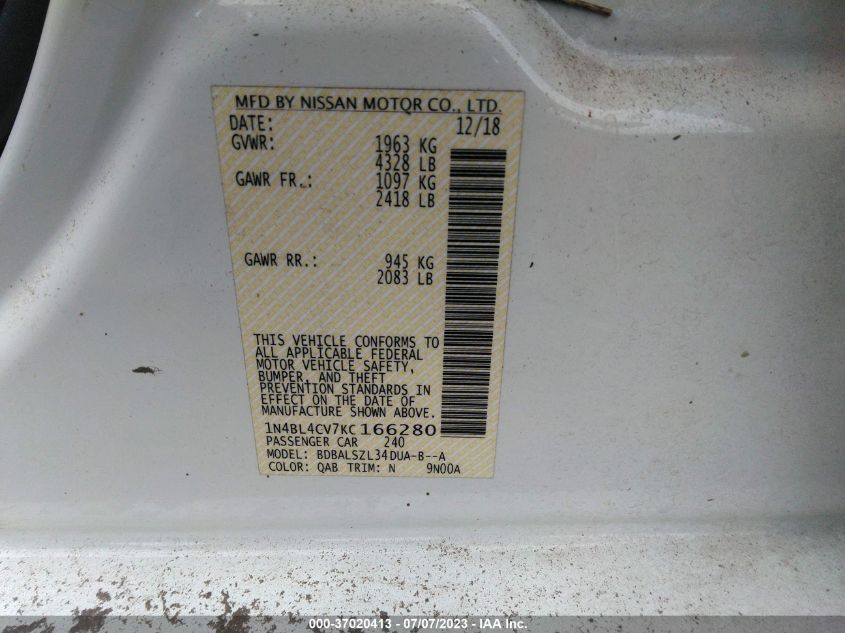 MFD BY NISSAN MOTOR CO., LTD.
DATE: 12/18
GVWR: 1963 KG
4328 LB
GAWR FR.: 1097 KG
2418 LB
GAWR RR.: 945 KG
2083 LB
THIS VEHICLE CONFORMS TO
ALL APPLICABLE FEDERAL
MOTOR VEHICLE SAFETY,
BUMPER, AND THEFT
PREVENTION STANDARDS IN
EFFECT ON THE DATE OF
MANUFACTURE SHOWN ABOVE.
1N4BL4CV7KC166280
PASSENGER CAR 240
MODEL: BDBALSZL34DUA-B--A
COLOR: QAB TRIM: N 9N00A
000-37020413 - 07/07/2023 - IAA Inc.